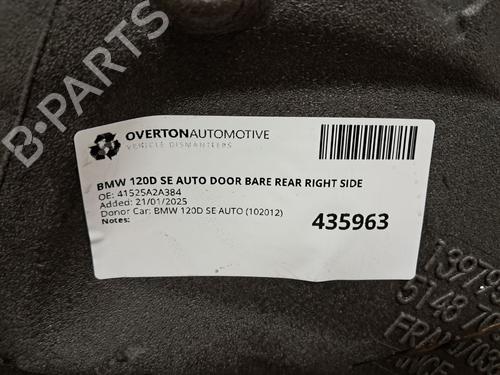 B-PARTS
OVERTONAUTOMOTIVE
VEHICLE DISMANTLERS
BMW 120D SE AUTO DOOR BARE REAR RIGHT SIDE
OE: 41525A2A384
Added: 21/01/2025
Donor Car: BMW 120D SE AUTO (102012)
Notes:
435963
5148